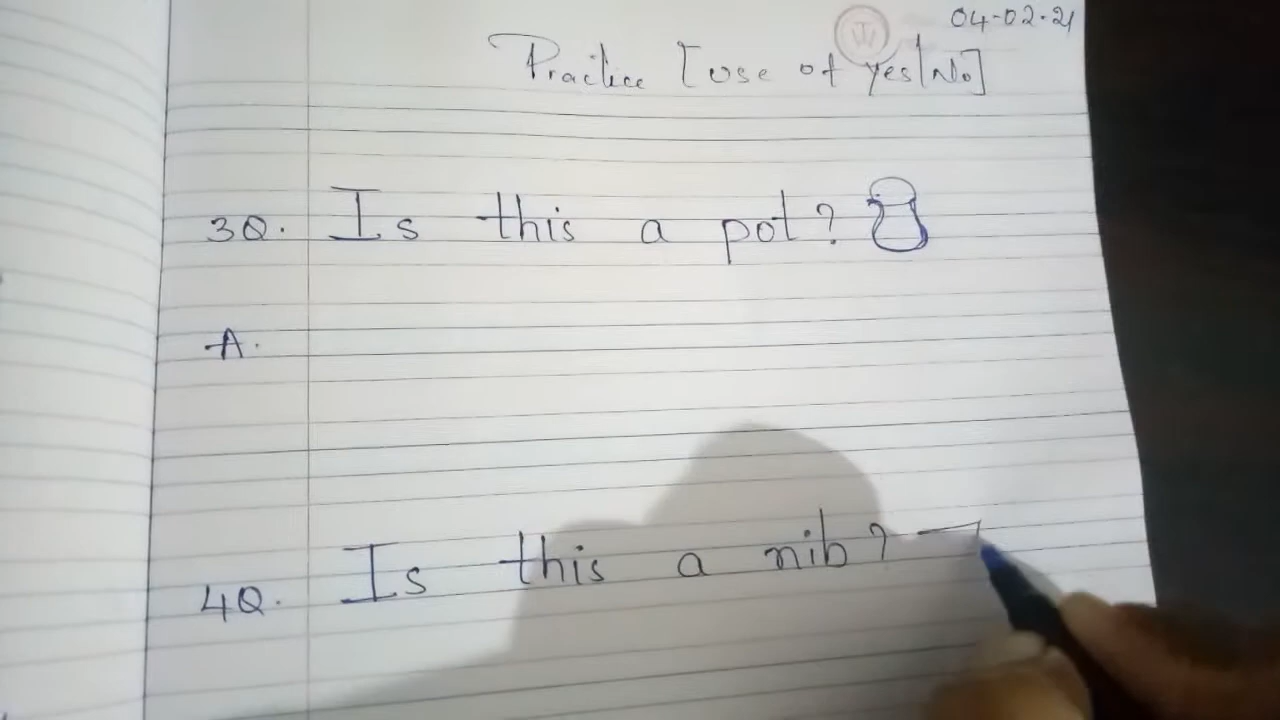 04-02-21
Practice [Use of Yes/No]
3Q. Is this a pot?
A.
4Q. Is this a nib?